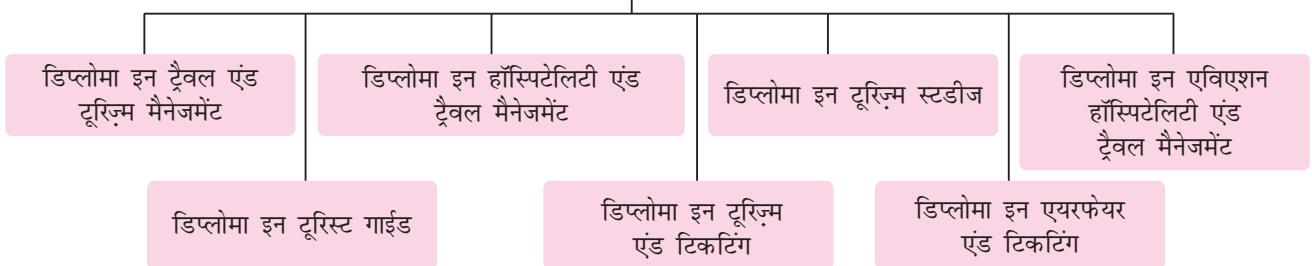 डिप्लोमा इन ट्रैवल एंड
टूरिज़्म मैनेजमेंट
डिप्लोमा इन हॉस्पिटेलिटी एंड
ट्रैवल मैनेजमेंट
डिप्लोमा इन टूरिज़्म स्टडीज
डिप्लोमा इन एविएशन
हॉस्पिटेलिटी एंड
ट्रैवल मैनेजमेंट
डिप्लोमा इन टूरिस्ट गाईड
डिप्लोमा इन टूरिज़्म
एंड टिकटिंग
डिप्लोमा इन एयरफेयर
एंड टिकटिंग